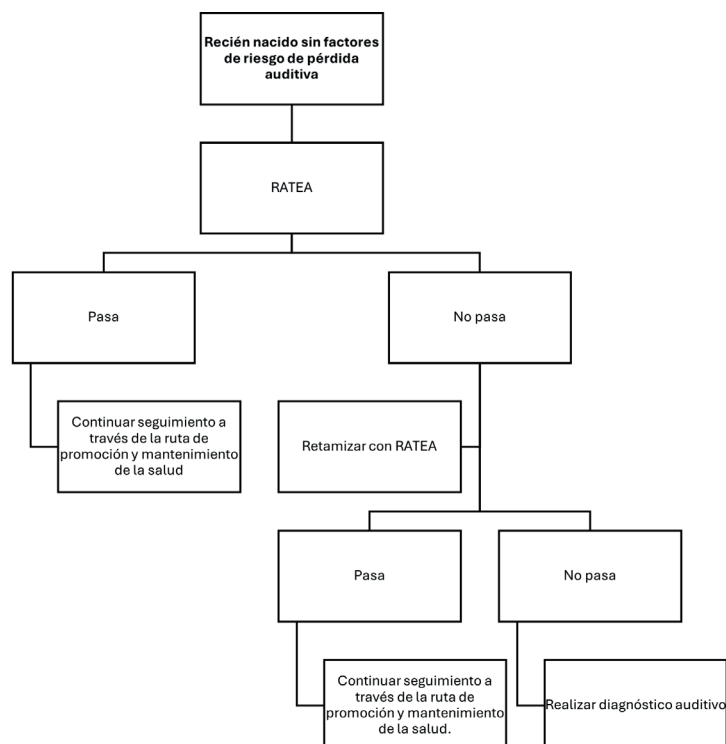 Recién nacido sin factores
de riesgo de pérdida
auditiva
RATEA
Pasa
No pasa
Continuar seguimiento a
través de la ruta de
promoción y mantenimiento
de la salud
Retamizar con RATEA
Pasa
No pasa
Continuar seguimiento a
través de la ruta de
promoción y mantenimiento
de la salud.
Realizar diagnóstico auditivo